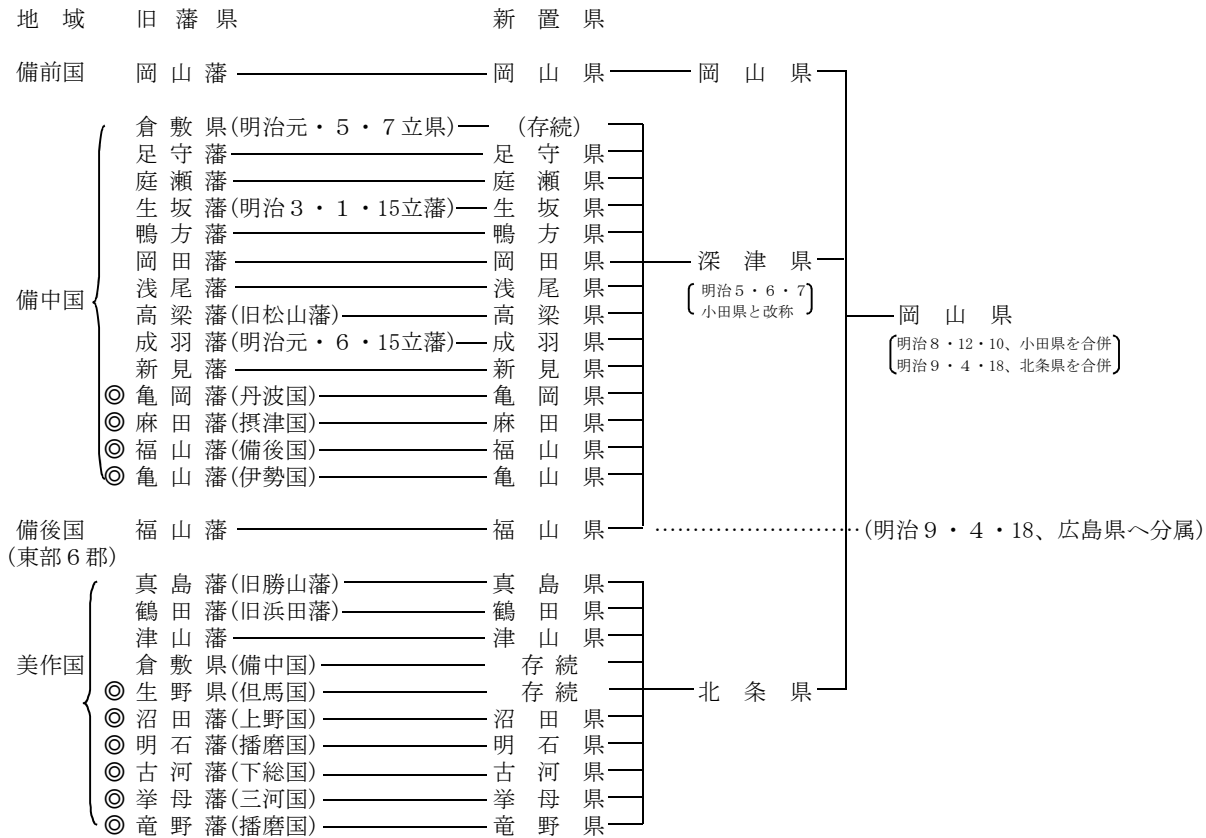 地域 旧藩県 新置県
備前国 岡山藩 岡山県 岡山県
倉敷県(明治元・5・7立県) (存続)
足守藩 足守県
庭瀬藩 庭瀬県
生坂藩(明治3・1・15立藩) 生坂県
鴨方藩 鴨方県
岡田藩 岡田県 深津県
浅尾藩 浅尾県 明治5・6・7
備中国
高梁藩(旧松山藩) 高梁県 小田県と改称 岡山県
成羽藩(明治元・6・15立藩) 成羽県 明治8・12・10、小田県を合併
新見藩 新見県 明治9・4・18、北条県を合併
◎亀岡藩(丹波国) 亀岡県
◎麻田藩(摂津国) 麻田県
◎福山藩(備後国) 福山県
◎亀山藩(伊勢国) 亀山県
備後国 福山藩 福山県 ……………………(明治9・4・18、広島県へ分属)
(東部6郡)
真島藩(旧勝山藩) 真島県
鶴田藩(旧浜田藩) 鶴田県
津山藩 津山県
美作国 倉敷県(備中国) 存続
◎生野県(但馬国) 存続 北条県
◎沼田藩(上野国) 沼田県
◎明石藩(播磨国) 明石県
◎古河藩(下総国) 古河県
◎挙母藩(三河国) 挙母県
◎竜野藩(播磨国) 竜野県